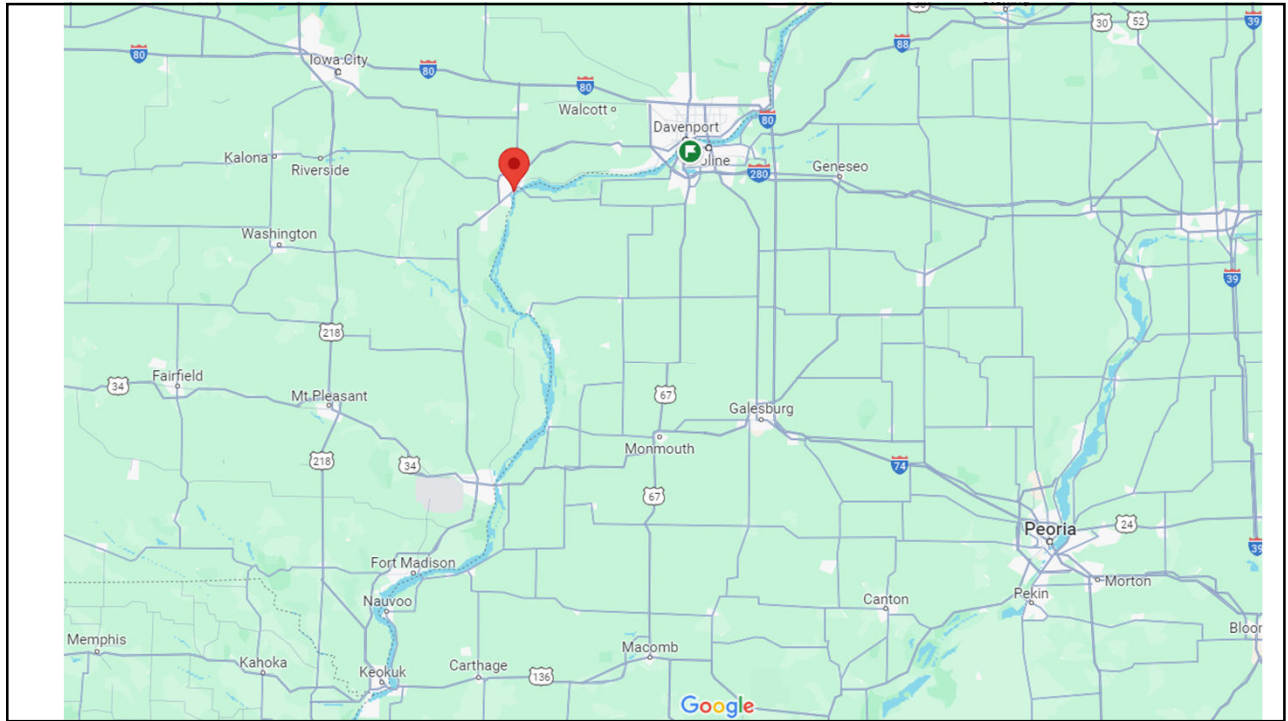 30
52
39
80
88
Iowa City
80
80
Walcott
80
Davenport
Kalona
Riverside
oline
280
Geneseo
Washington
39
218
34
Fairfield
Mt Pleasant
67
Galesburg
Monmouth
218
34
74
67
Peoria
24
39
Fort Madison
Morton
Nauvoo
Canton
Pekin
Bloor
Memphis
Macomb
Kahoka
Carthage
Keokuk
136
Google